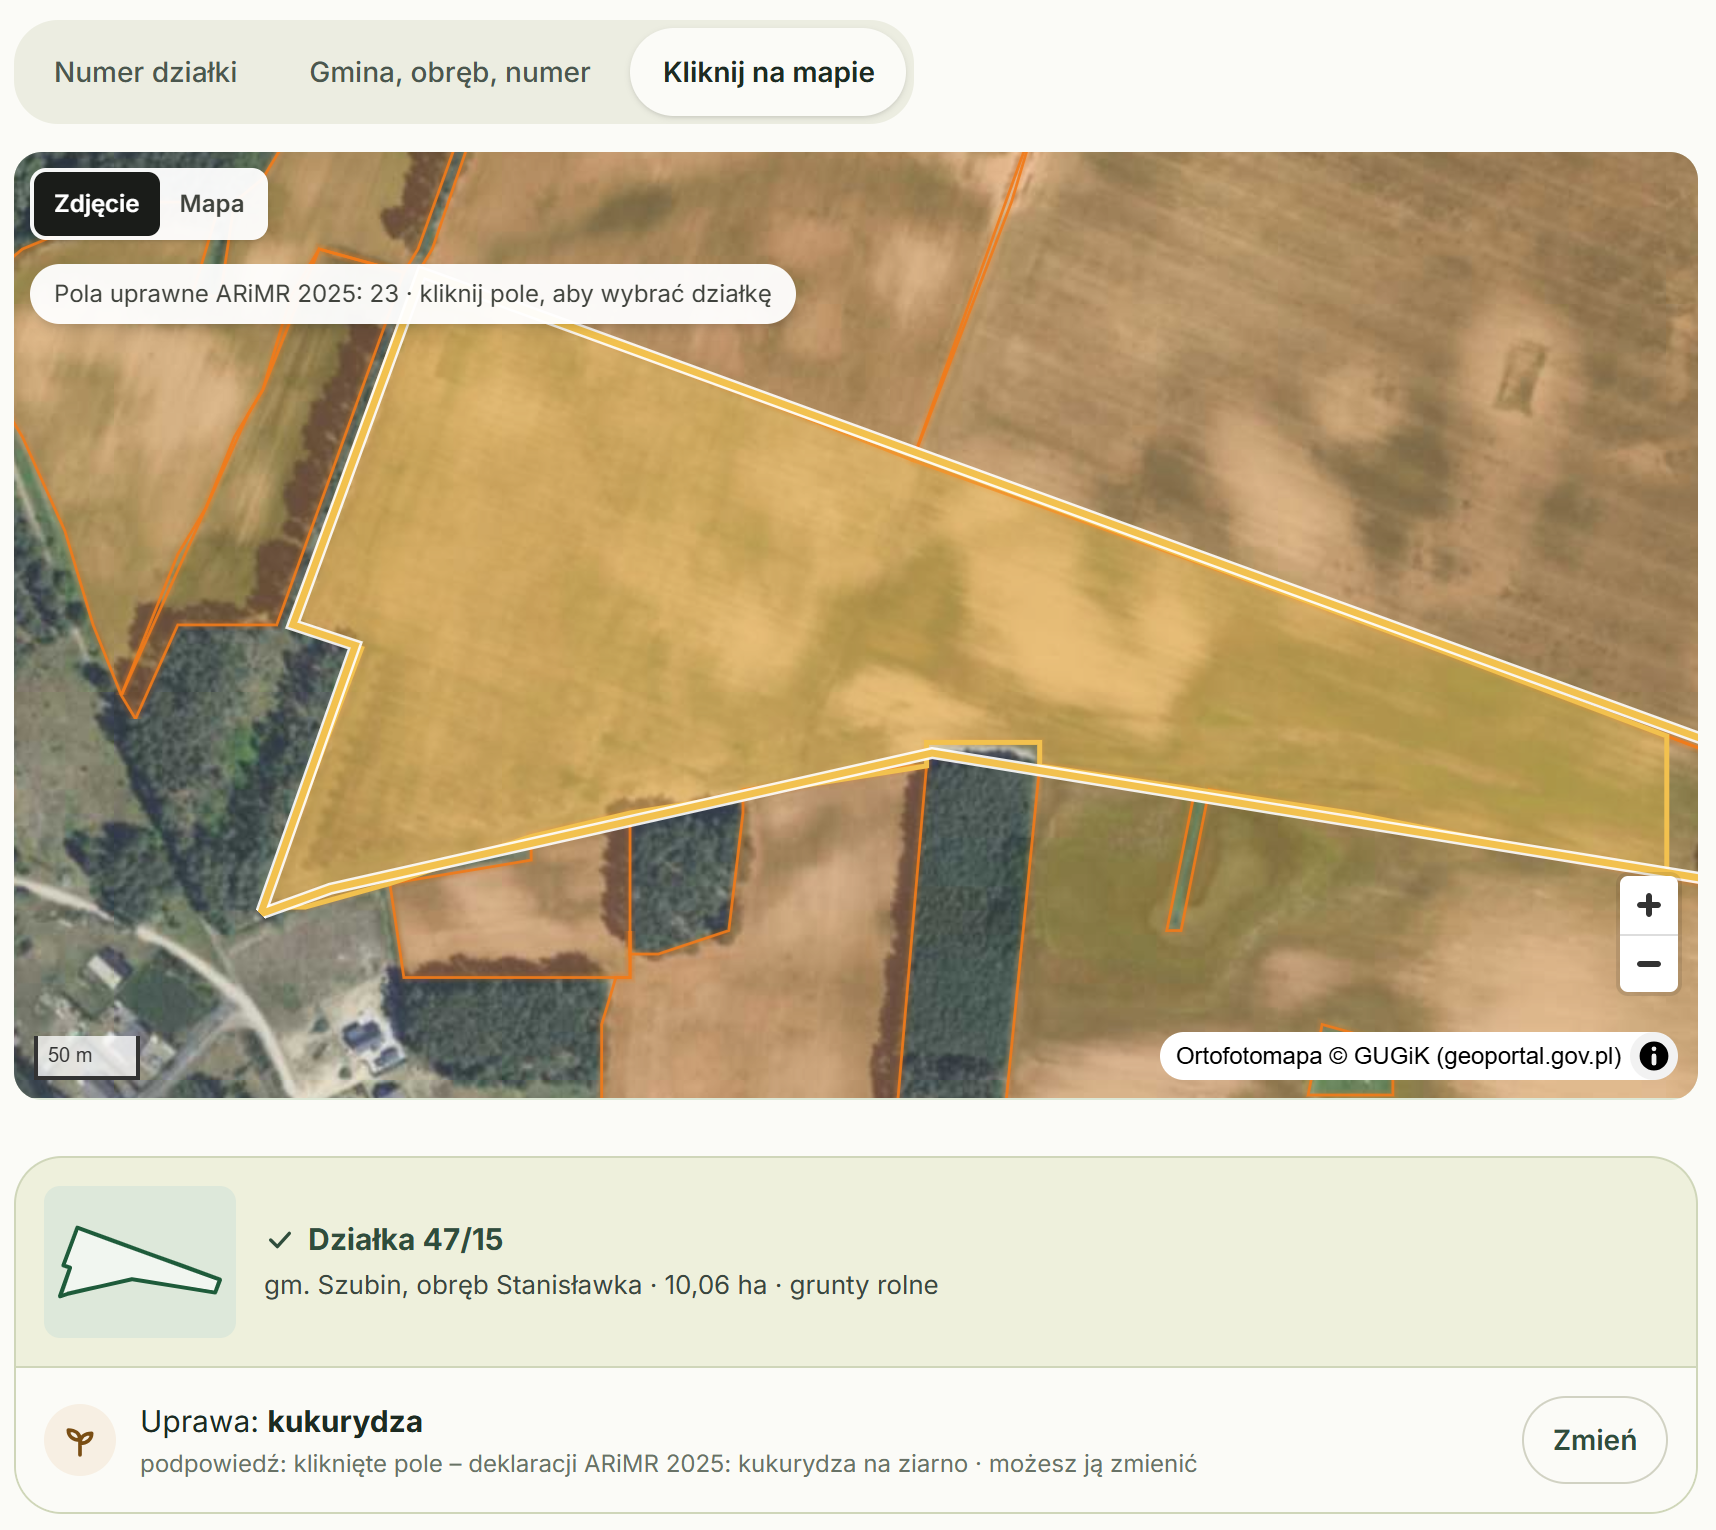 Numer działki
Gmina, obręb, numer
Kliknij na mapie
Zdjęcie
Mapa
Pola uprawne ARiMR 2025: 23 · kliknij pole, aby wybrać działkę
50 m
Ortofotomapa © GUGiK (geoportal.gov.pl)
Działka 47/15
gm. Szubin, obręb Stanisławka · 10,06 ha · grunty rolne
Uprawa: kukurydza
podpowiedź: kliknięte pole – deklaracji ARiMR 2025: kukurydza na ziarno · możesz ją zmienić
Zmień